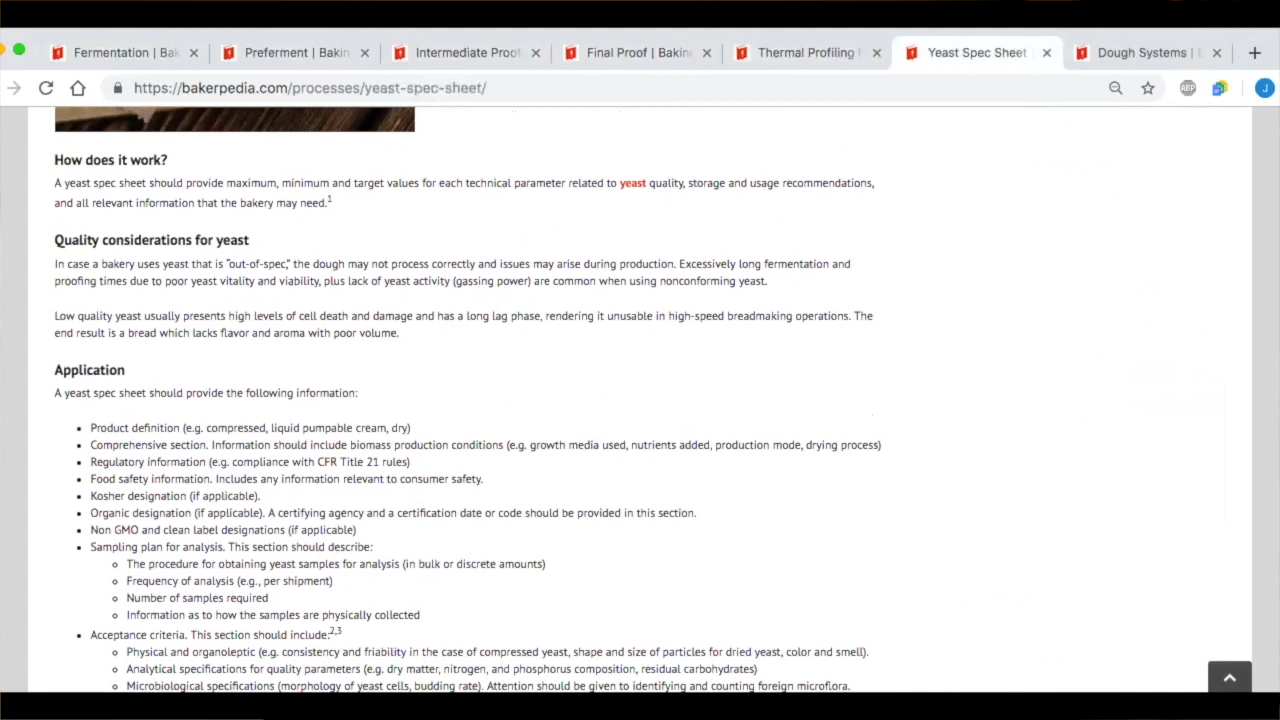 Fermentation | Bak
Preferment | Bakin
Intermediate Proof
Final Proof | Baking
Thermal Profiling
Yeast Spec Sheet
Dough Systems |
https://bakerpedia.com/processes/yeast-spec-sheet/
ABP
J
How does it work?
A yeast spec sheet should provide maximum, minimum and target values for each technical parameter related to yeast quality, storage and usage recommendations,
and all relevant information that the bakery may need.1
Quality considerations for yeast
In case a bakery uses yeast that is "out-of-spec," the dough may not process correctly and issues may arise during production. Excessively long fermentation and
proofing times due to poor yeast vitality and viability, plus lack of yeast activity (gassing power) are common when using nonconforming yeast.
Low quality yeast usually presents high levels of cell death and damage and has a long lag phase, rendering it unusable in high-speed breadmaking operations. The
end result is a bread which lacks flavor and aroma with poor volume.
Application
A yeast spec sheet should provide the following information:
• Product definition (e.g. compressed, liquid pumpable cream, dry)
• Comprehensive section. Information should include biomass production conditions (e.g. growth media used, nutrients added, production mode, drying process)
• Regulatory information (e.g. compliance with CFR Title 21 rules)
• Food safety information. Includes any information relevant to consumer safety.
• Kosher designation (if applicable).
• Organic designation (if applicable). A certifying agency and a certification date or code should be provided in this section.
• Non GMO and clean label designations (if applicable)
• Sampling plan for analysis. This section should describe:
◦ The procedure for obtaining yeast samples for analysis (in bulk or discrete amounts)
◦ Frequency of analysis (e.g., per shipment)
◦ Number of samples required
◦ Information as to how the samples are physically collected
• Acceptance criteria. This section should include:2,3
◦ Physical and organoleptic (e.g. consistency and friability in the case of compressed yeast, shape and size of particles for dried yeast, color and smell).
◦ Analytical specifications for quality parameters (e.g. dry matter, nitrogen, and phosphorus composition, residual carbohydrates)
◦ Microbiological specifications (morphology of yeast cells, budding rate). Attention should be given to identifying and counting foreign microflora.